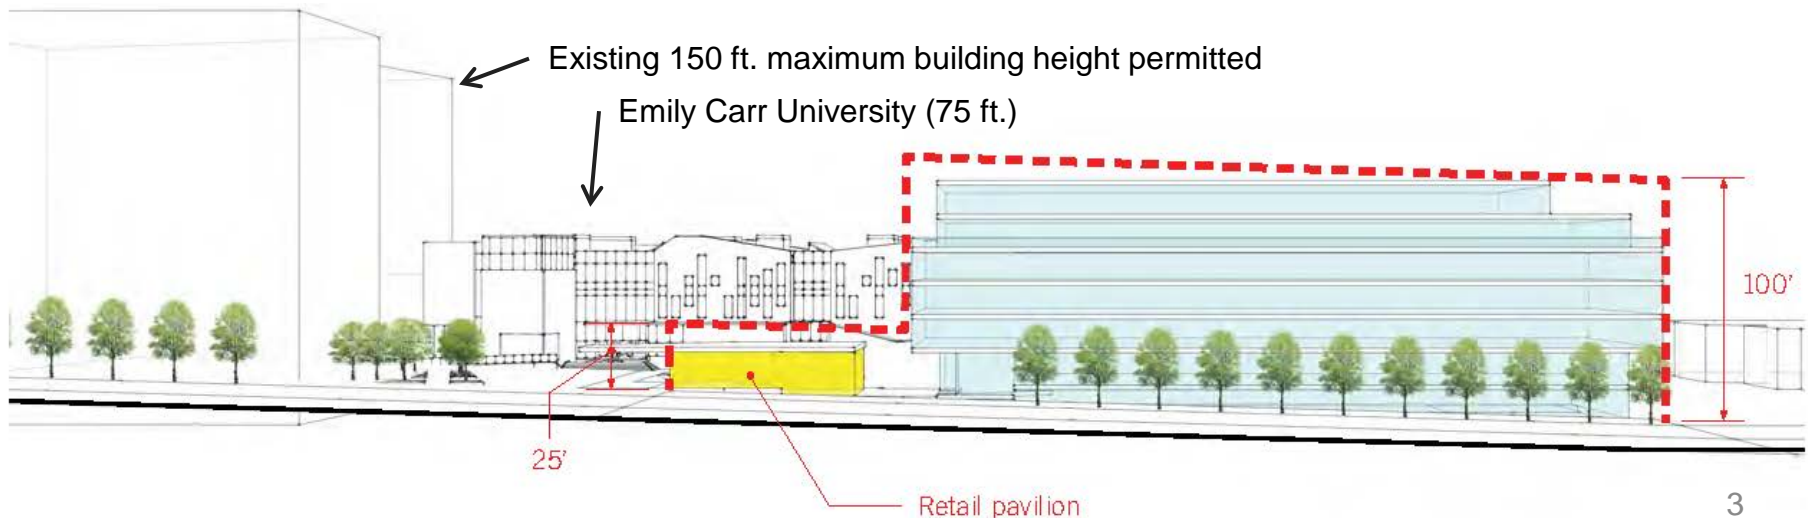 Existing 150 ft. maximum building height permitted
Emily Carr University (75 ft.)
100'
25'
Retail pavilion
3